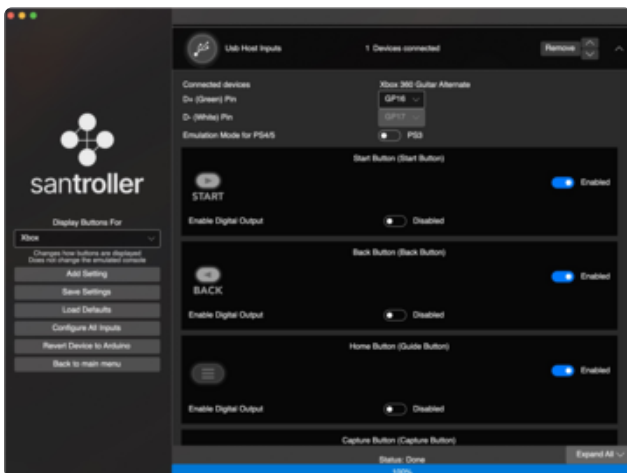 Usb Host Inputs
1 Devices connected
Remove
Connected devices
Xbox 360 Guitar Alternate
D+ (Green) Pin
GP16
D- (White) Pin
GP17
Emulation Mode for PS4/5
PS3
Start Button (Start Button)
START
Enabled
Enable Digital Output
Disabled
Back Button (Back Button)
BACK
Enabled
Enable Digital Output
Disabled
Home Button (Guide Button)
Enabled
Enable Digital Output
Disabled
Capture Button (Capture Button)
Status: Done
Expand All
100%
santroller
Display Buttons For
Xbox
Changes how buttons are displayed
Does not change the emulated console
Add Setting
Save Settings
Load Defaults
Configure All Inputs
Revert Device to Arduino
Back to main menu